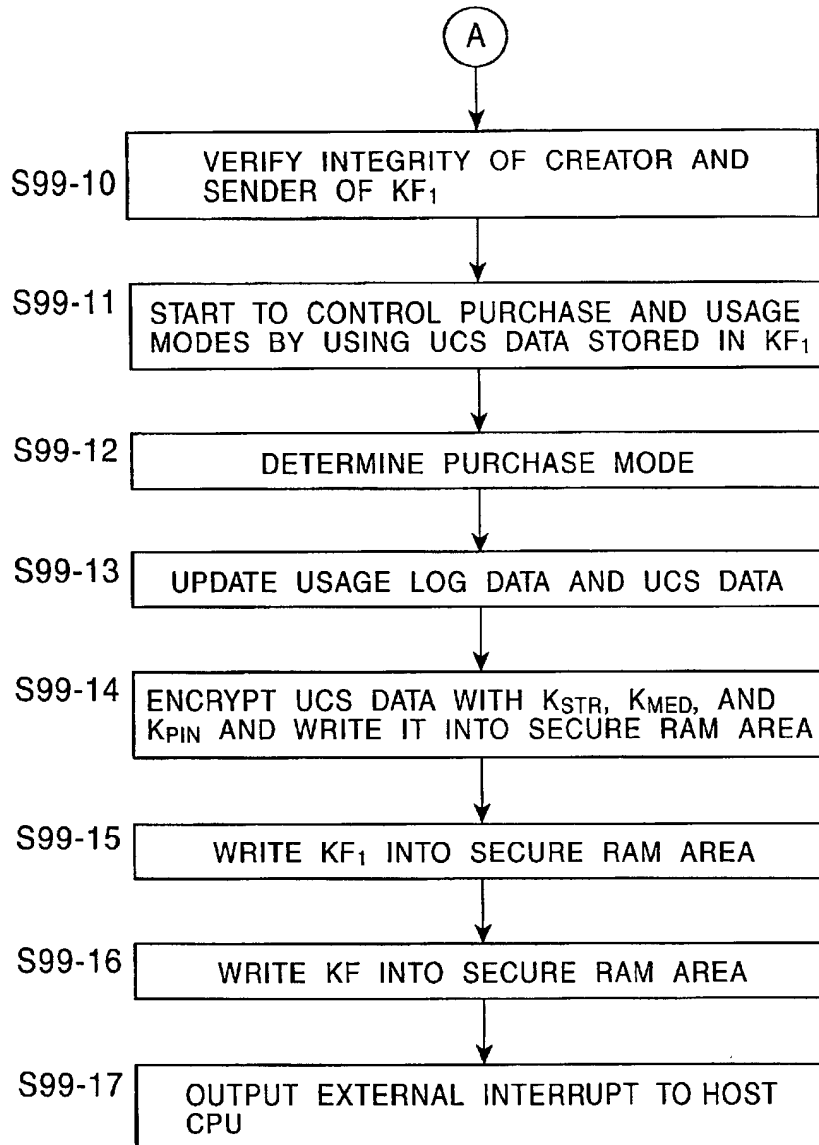 A
S99-10
VERIFY INTEGRITY OF CREATOR AND
SENDER OF KF₁
S99-11
START TO CONTROL PURCHASE AND USAGE
MODES BY USING UCS DATA STORED IN KF₁
S99-12
DETERMINE PURCHASE MODE
S99-13
UPDATE USAGE LOG DATA AND UCS DATA
S99-14
ENCRYPT UCS DATA WITH KSTR, KMED, AND
KPIN AND WRITE IT INTO SECURE RAM AREA
S99-15
WRITE KF₁ INTO SECURE RAM AREA
S99-16
WRITE KF INTO SECURE RAM AREA
S99-17
OUTPUT EXTERNAL INTERRUPT TO HOST
CPU